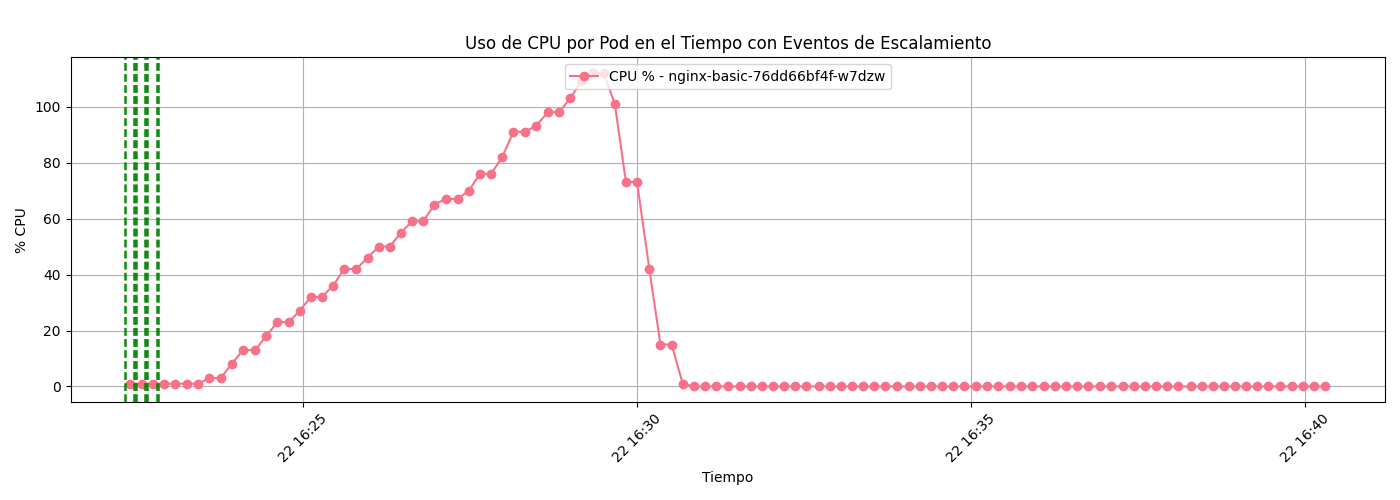 Uso de CPU por Pod en el Tiempo con Eventos de Escalamiento
CPU % - nginx-basic-76dd66bf4f-w7dzw
% CPU
100
80
60
40
20
0
22 16:25
22 16:30
22 16:35
22 16:40
Tiempo